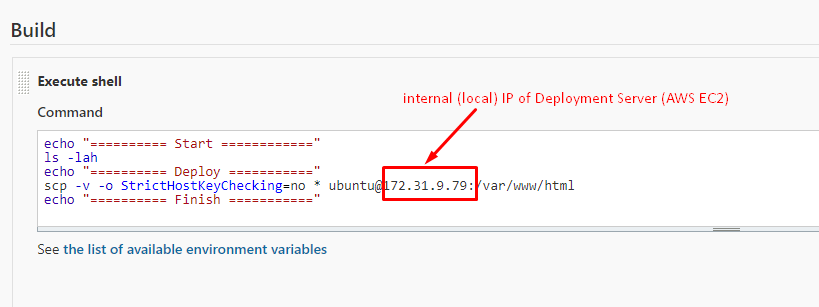 Build
Execute shell
internal (local) IP of Deployment Server (AWS EC2)
Command
echo "========== Start ============"
ls -lah
echo "========== Deploy ==========="
scp -v -o StrictHostKeyChecking=no * ubuntu@172.31.9.79:/var/www/html
echo "========== Finish ==========="
See the list of available environment variables